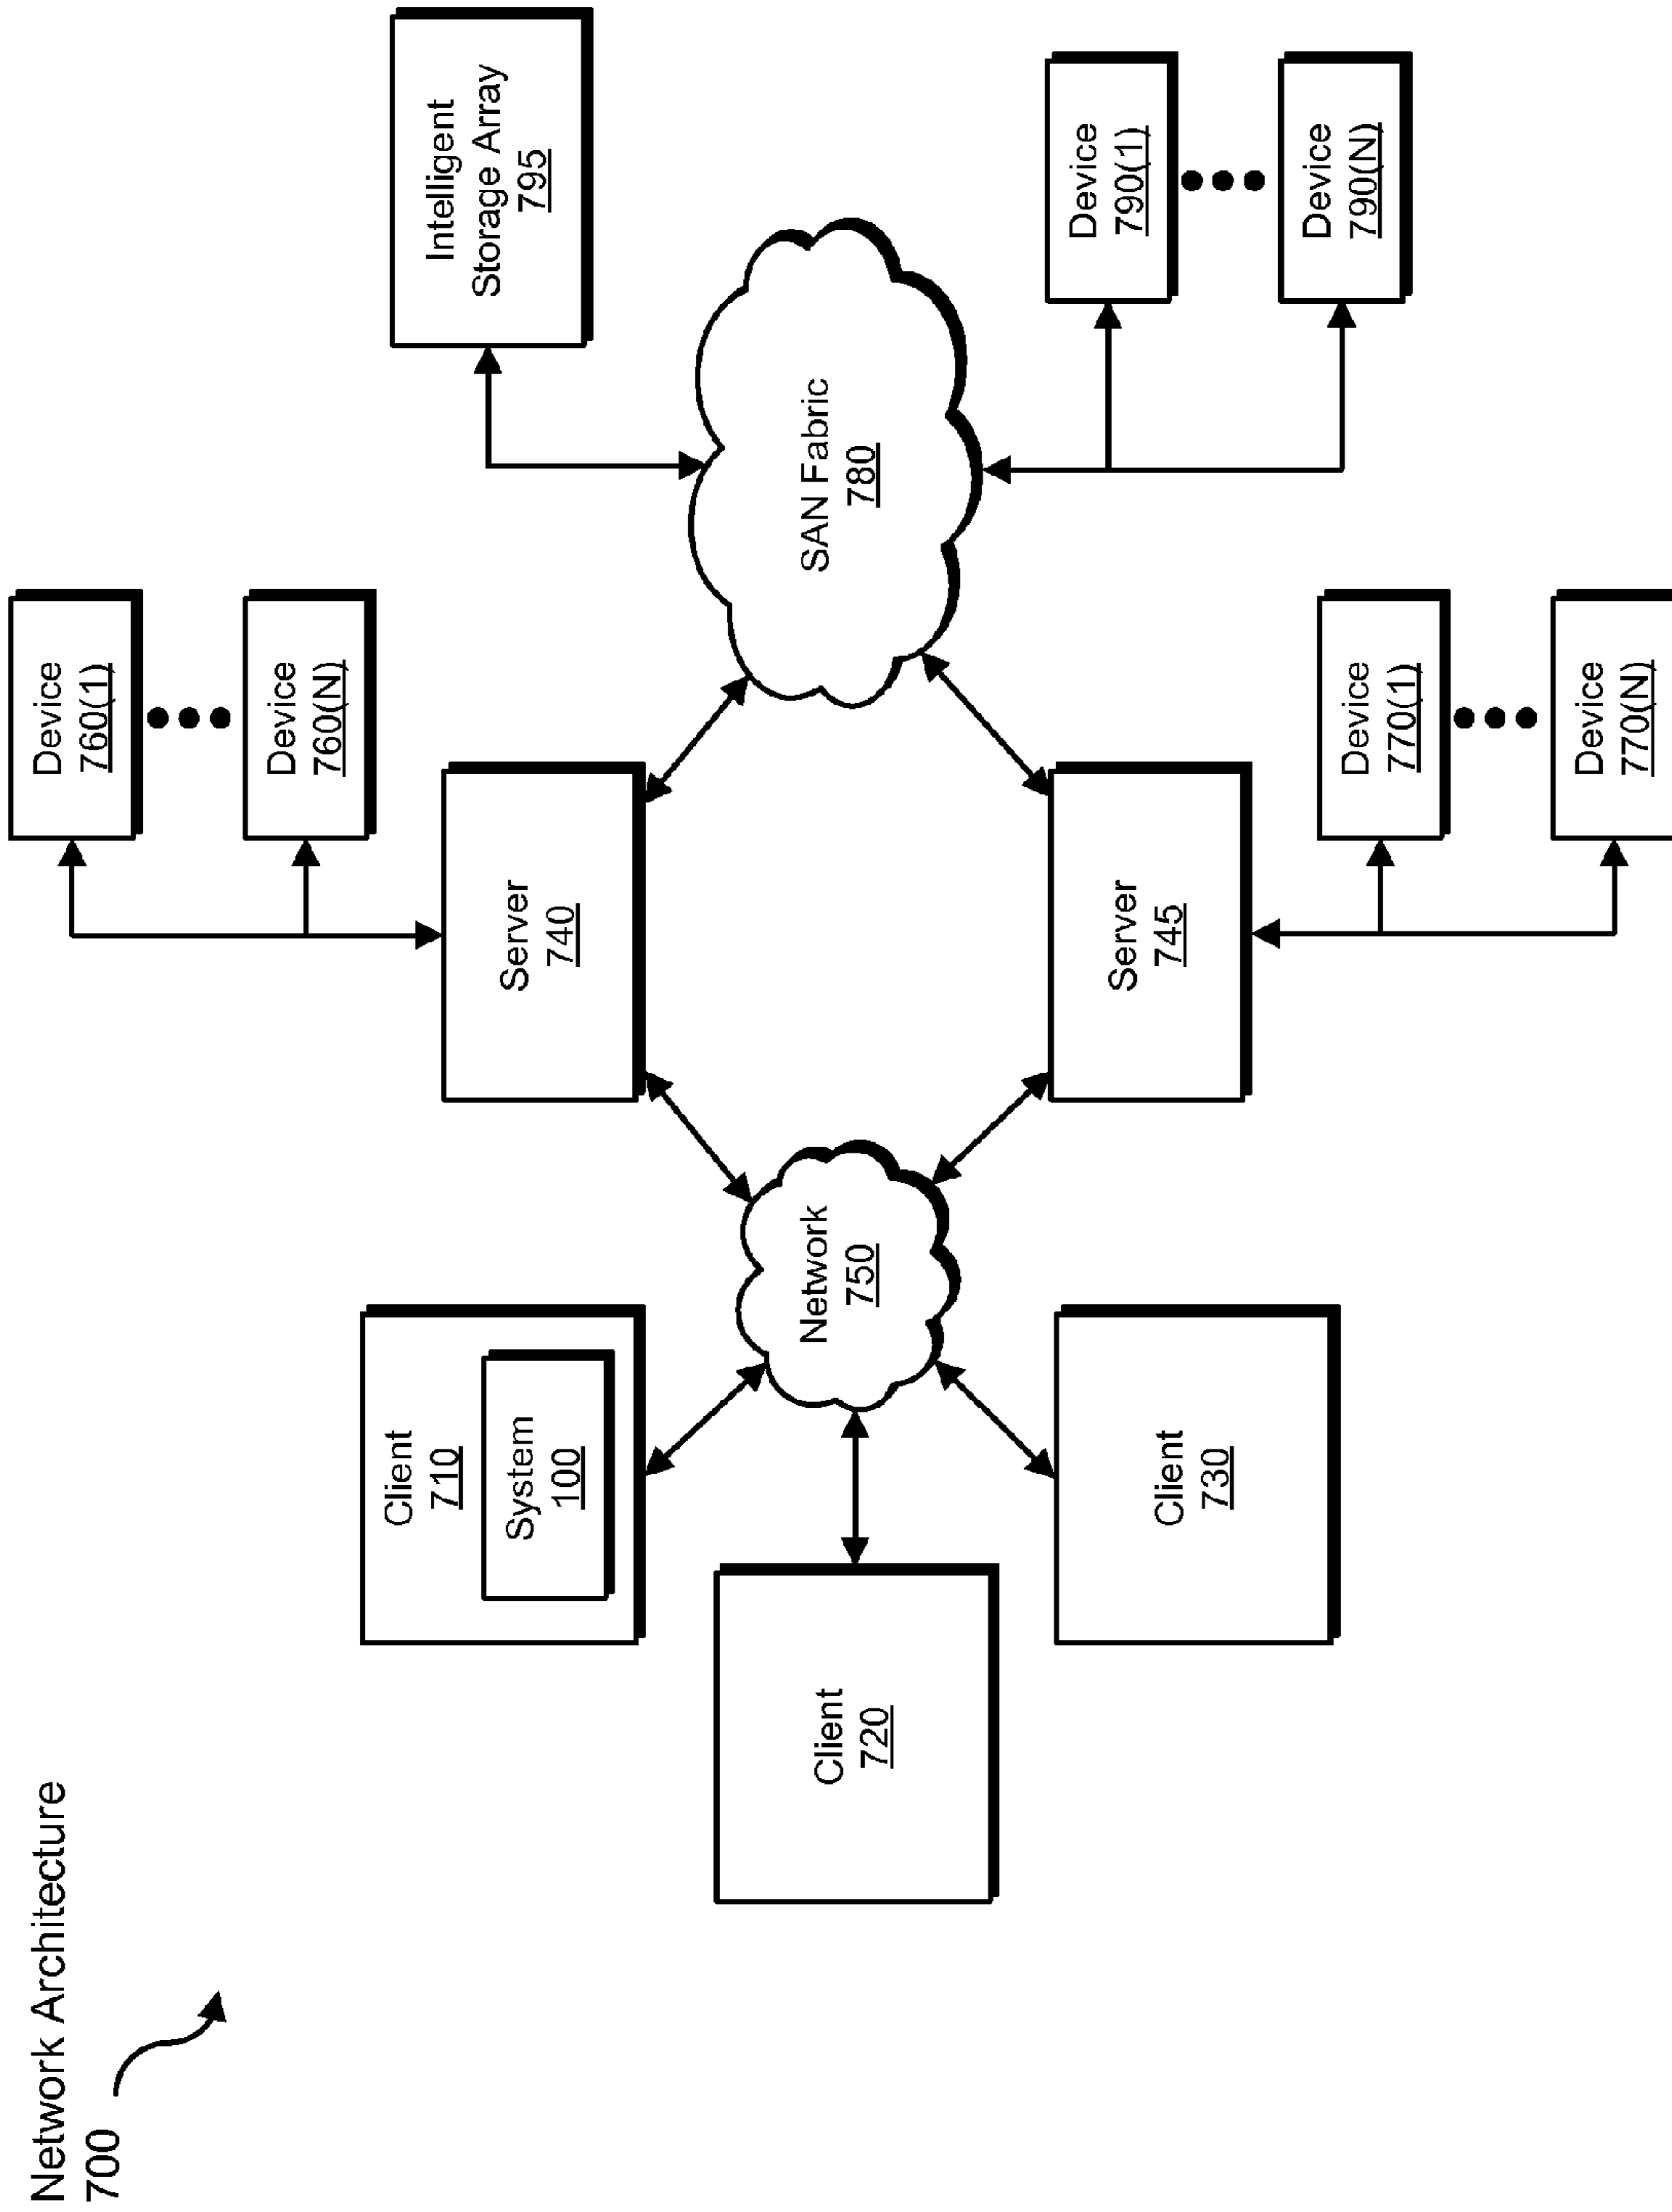 Network Architecture
700
Device
760(1)
Device
760(N)
Intelligent
Storage Array
795
Client
710
System
100
Server
740
Client
720
Network
750
SAN Fabric
780
Client
730
Server
745
Device
790(1)
Device
790(N)
Device
770(1)
Device
770(N)